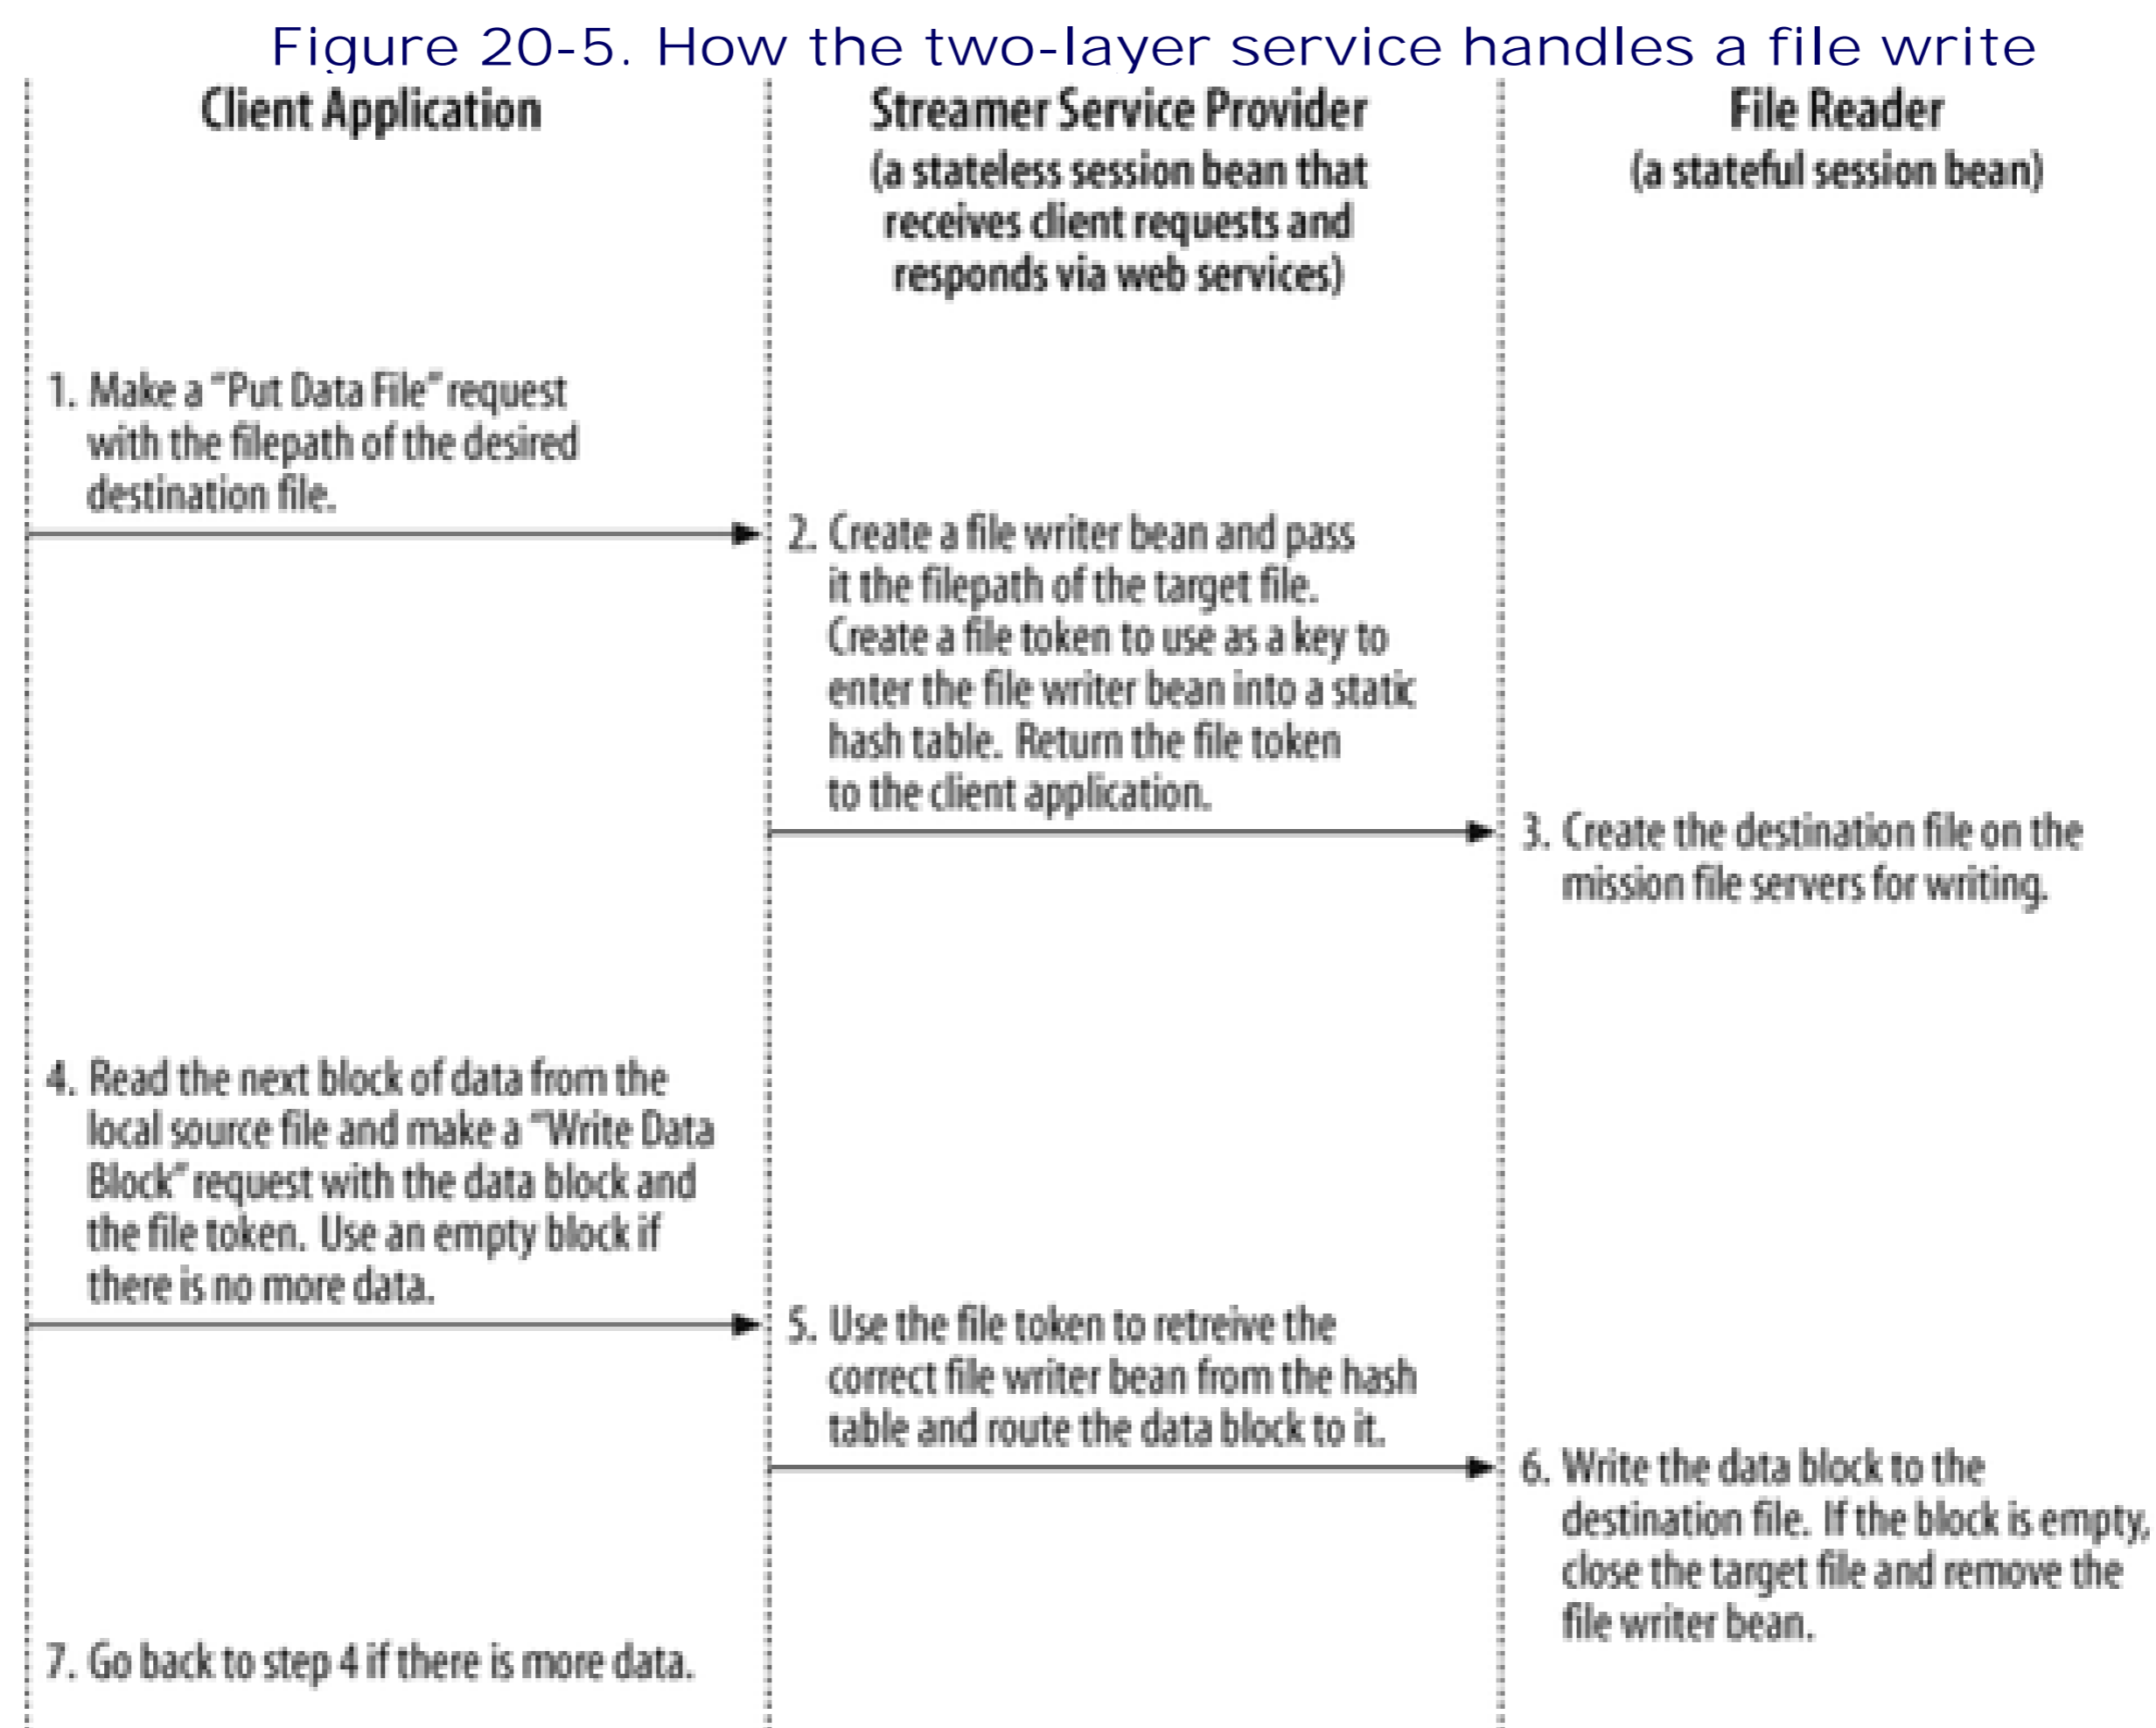 Figure 20-5. How the two-layer service handles a file write
Client Application
Streamer Service Provider
(a stateless session bean that
receives client requests and
responds via web services)
File Reader
(a stateful session bean)
1. Make a “Put Data File” request
with the filepath of the desired
destination file.
2. Create a file writer bean and pass
it the filepath of the target file.
Create a file token to use as a key to
enter the file writer bean into a static
hash table. Return the file token
to the client application.
3. Create the destination file on the
mission file servers for writing.
4. Read the next block of data from the
local source file and make a “Write Data
Block” request with the data block and
the file token. Use an empty block if
there is no more data.
5. Use the file token to retreive the
correct file writer bean from the hash
table and route the data block to it.
6. Write the data block to the
destination file. If the block is empty,
close the target file and remove the
file writer bean.
7. Go back to step 4 if there is more data.